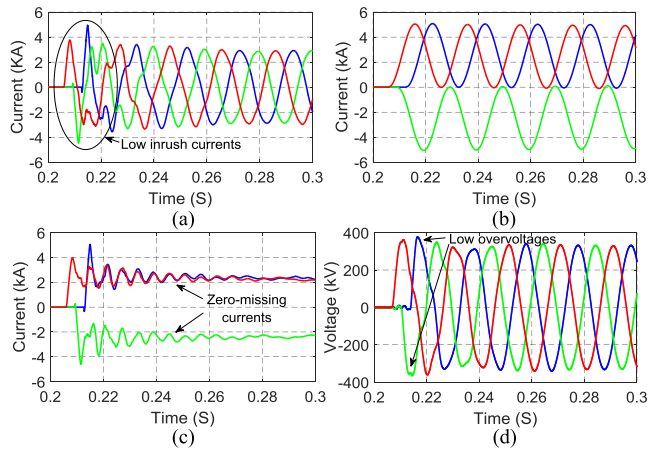 6
4
2
0
-2
-4
-6
Current (KA)
Low inrush currents
0.2 0.22 0.24 0.26 0.28 0.3
Time (S)
(a)
6
4
2
0
-2
-4
-6
Current (kA)
0.2 0.22 0.24 0.26 0.28 0.3
Time (S)
(b)
6
4
2
0
-2
-4
-6
Current (kA)
Zero-missing
currents
0.2 0.22 0.24 0.26 0.28 0.3
Time (S)
(c)
400
200
0
-200
-400
Voltage (kV)
Low overvoltages
0.2 0.22 0.24 0.26 0.28 0.3
Time (S)
(d)